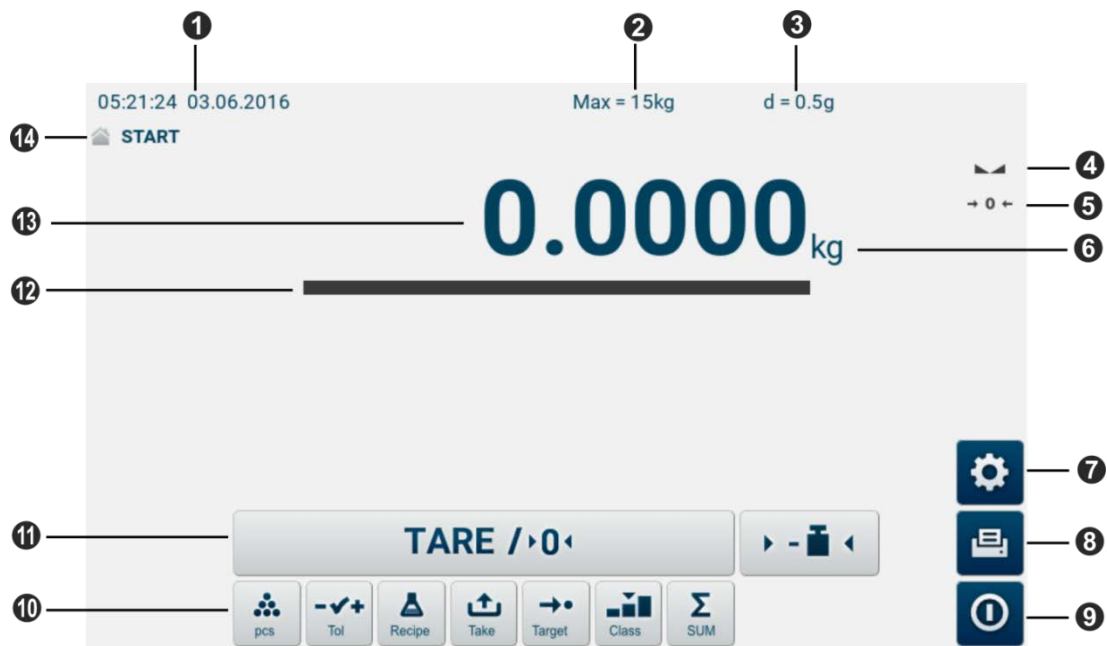 1 2 3
05:21:24 03.06.2016 Max = 15kg d = 0.5g
14 START
4
→ 0 ← 5
13 0.0000 kg 6
12
7
11 TARE / 0
8
10 pcs Tol Recipe Take Target Class SUM 9